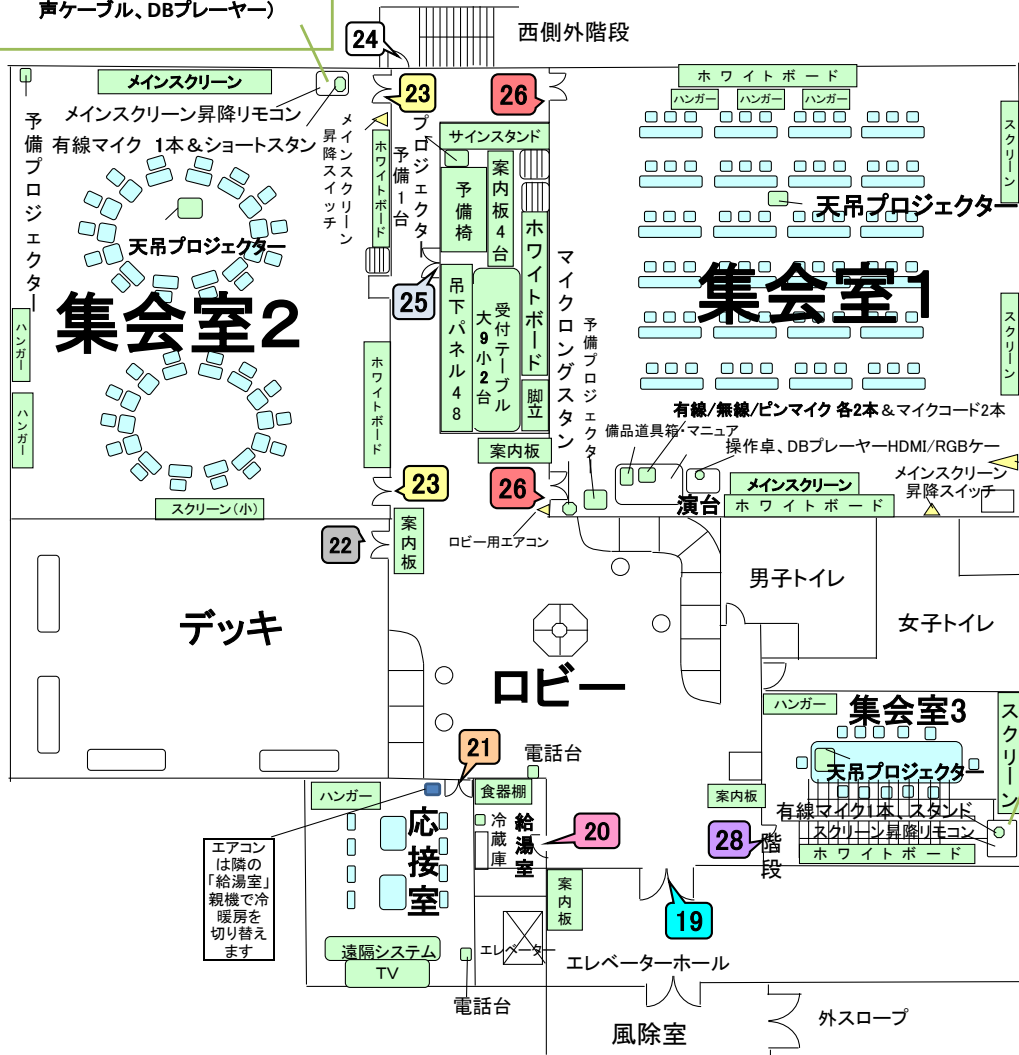 声ケーブル、DBプレーヤー）
24
西側外階段
メインスクリーン
23
26
ホワイトボード
ハンガー
ハンガー
ハンガー
メインスクリーン昇降リモコン
有線マイク 1本＆ショートスタン
予備プロジェクター
メインスクリーン
昇降スイッチ
ホワイトボード
プロジェクター
予備1台
サインスタンド
予備椅
案内板4台
ホワイトボード
スクリーン
天吊プロジェクター
天吊プロジェクター
集会室2
集会室1
25
吊下パネル48
受付テーブル
大9小2台
脚立
マイクロングスタン
予備プロジェクタ
ハンガー
ハンガー
ホワイトボード
スクリーン
有線/無線/ピンマイク 各2本＆マイクコード2本
備品道具箱・マニュア
操作卓、DBプレーヤーHDMI/RGBケー
案内板
メインスクリーン
昇降スイッチ
メインスクリーン
演台
ホワイトボード
23
26
スクリーン(小)
22
案内板
ロビー用エアコン
男子トイレ
女子トイレ
デッキ
ロビー
ハンガー
集会室3
スクリーン
天吊プロジェクター
21
電話台
ハンガー
食器棚
案内板
有線マイク1本、スタンド
スクリーン昇降リモコン
ホワイトボード
冷蔵庫
給湯室
20
28
階段
応接室
エアコン
は隣の
「給湯室」
親機で冷
暖房を
切り替え
ます
案内板
19
遠隔システム
TV
エレベーター
エレベーターホール
電話台
風除室
外スロープ